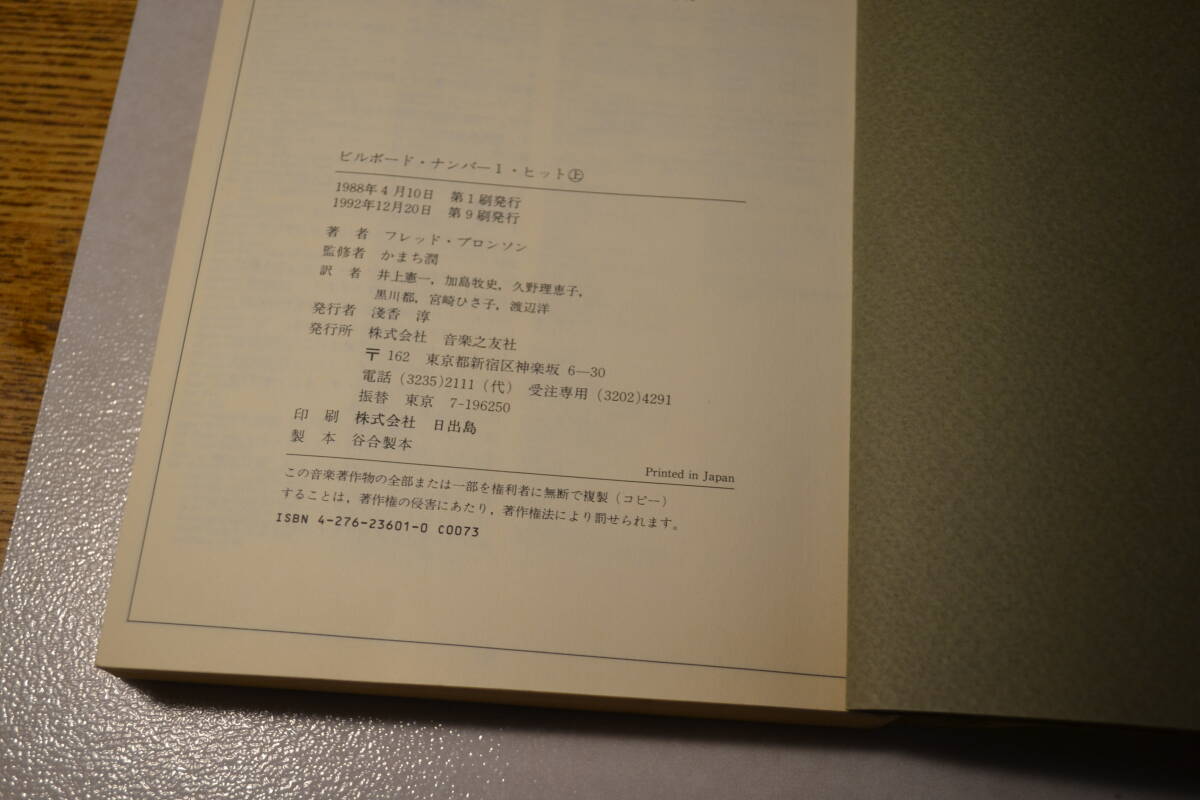 ビルボード・ナンバー1・ヒット㊤
1988年4月10日 第1刷発行
1992年12月20日 第9刷発行
著者 フレッド・ブロンソン
監修者 かまち潤
訳者 井上憲一，加島牧史，久野理恵子，
黒川都，宮崎ひさ子，渡辺洋
発行者 淺香 淳
発行所 株式会社 音楽之友社
〒162 東京都新宿区神楽坂 6―30
電話 (3235)2111 (代) 受注専用 (3202)4291
振替 東京 7-196250
印刷 株式会社 日出島
製本 谷合製本
Printed in Japan
この音楽著作物の全部または一部を権利者に無断で複製（コピー）
することは，著作権の侵害にあたり，著作権法により罰せられます。
ISBN 4-276-23601-0 C0073